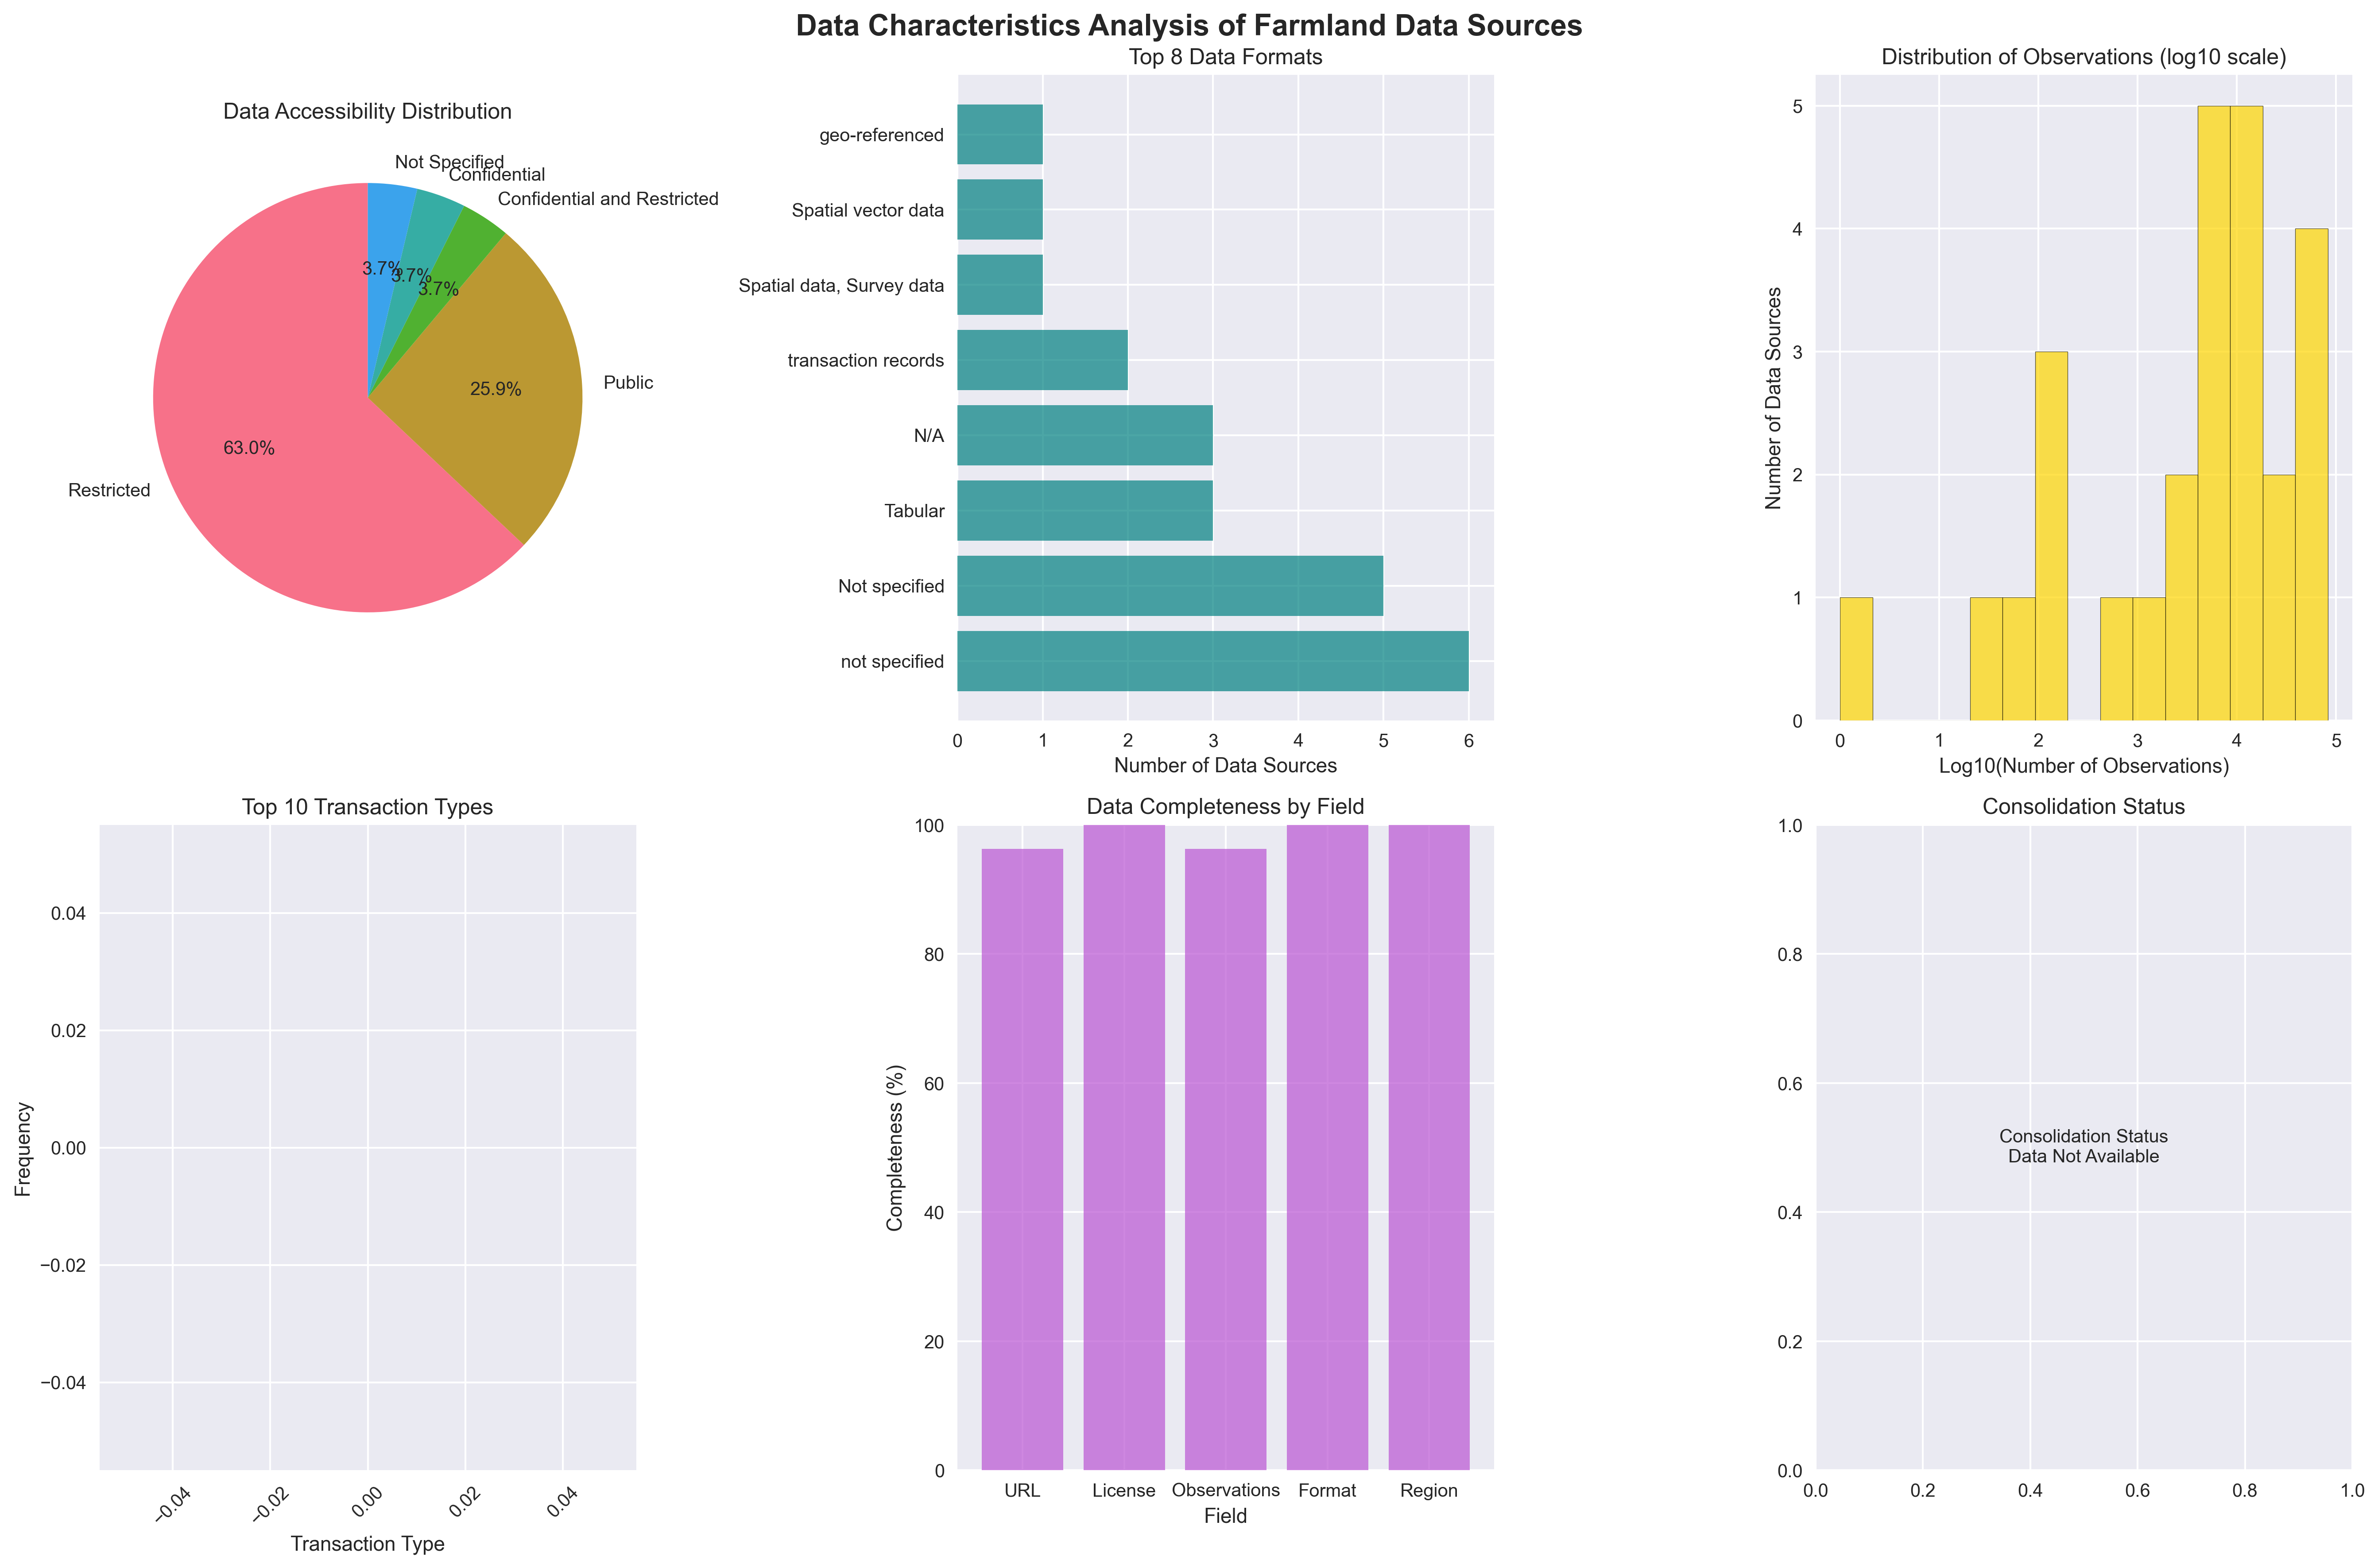 Data Characteristics Analysis of Farmland Data Sources
Data Accessibility Distribution
Not Specified
Confidential
Confidential and Restricted
Public
Restricted
3.7%
3.7%
3.7%
25.9%
63.0%
Top 8 Data Formats
geo-referenced
Spatial vector data
Spatial data, Survey data
transaction records
N/A
Tabular
Not specified
not specified
0 1 2 3 4 5 6
Number of Data Sources
Distribution of Observations (log10 scale)
Number of Data Sources
5
4
3
2
1
0
0 1 2 3 4 5
Log10(Number of Observations)
Top 10 Transaction Types
Frequency
0.04
0.02
0.00
−0.02
−0.04
−0.04 −0.02 0.00 0.02 0.04
Transaction Type
Data Completeness by Field
Completeness (%)
100
80
60
40
20
0
URL License Observations Format Region
Field
Consolidation Status
1.0
0.8
0.6
0.4
0.2
0.0
Consolidation Status
Data Not Available
0.0 0.2 0.4 0.6 0.8 1.0